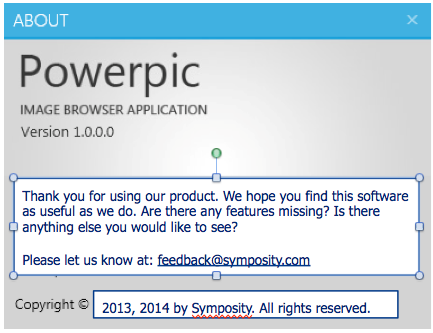 ABOUT
Powerpic
IMAGE BROWSER APPLICATION
Version 1.0.0.0
Thank you for using our product. We hope you find this software
as useful as we do. Are there any features missing? Is there
anything else you would like to see?
Please let us know at: feedback@symposity.com
Copyright © 2013, 2014 by Symposity. All rights reserved.